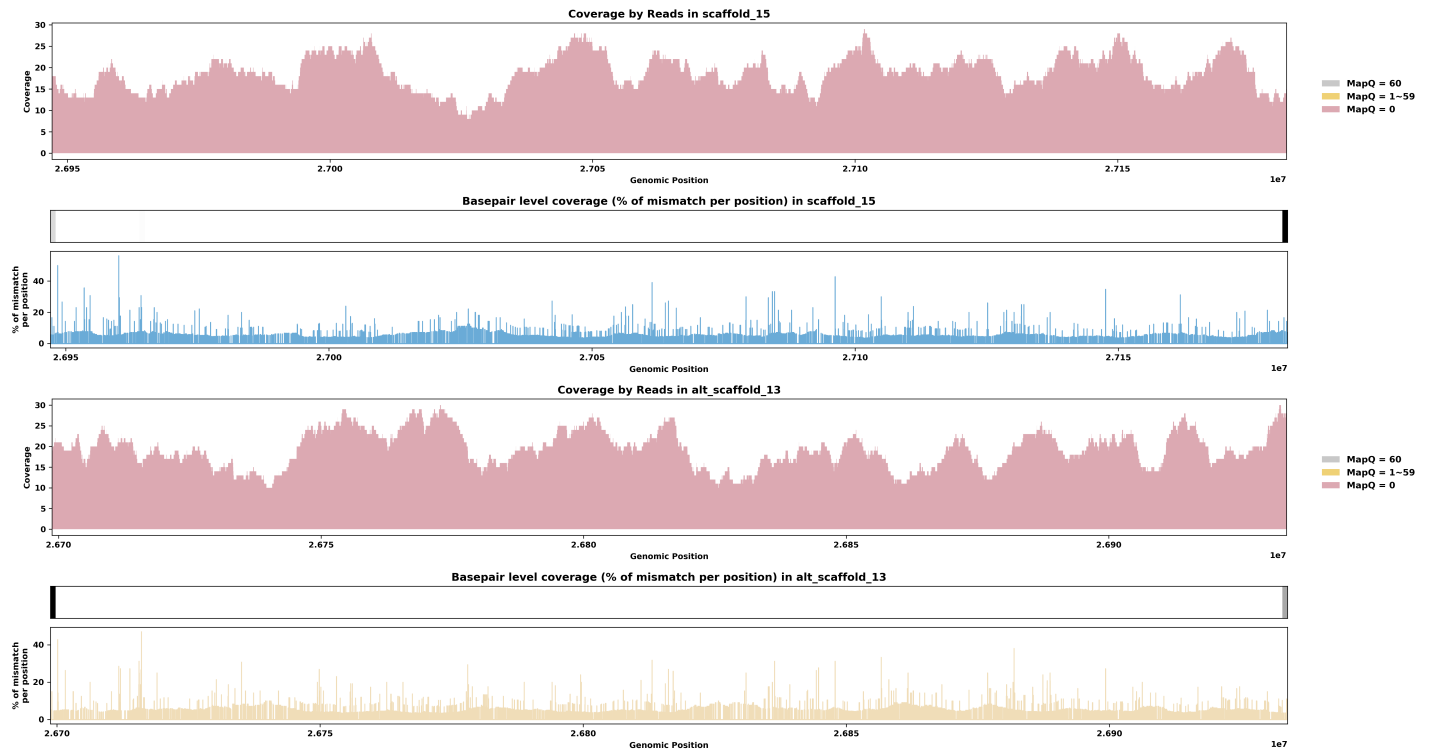 Coverage by Reads in scaffold_15
30
25
20
15
10
5
0
Coverage
2.695 2.700 2.705 2.710 2.715
Genomic Position
1e7
MapQ = 60
MapQ = 1~59
MapQ = 0
Basepair level coverage (% of mismatch per position) in scaffold_15
40
20
0
% of mismatch
per position
2.695 2.700 2.705 2.710 2.715
Genomic Position
1e7
Coverage by Reads in alt_scaffold_13
30
25
20
15
10
5
0
Coverage
2.670 2.675 2.680 2.685 2.690
Genomic Position
1e7
MapQ = 60
MapQ = 1~59
MapQ = 0
Basepair level coverage (% of mismatch per position) in alt_scaffold_13
40
20
0
% of mismatch
per position
2.670 2.675 2.680 2.685 2.690
Genomic Position
1e7